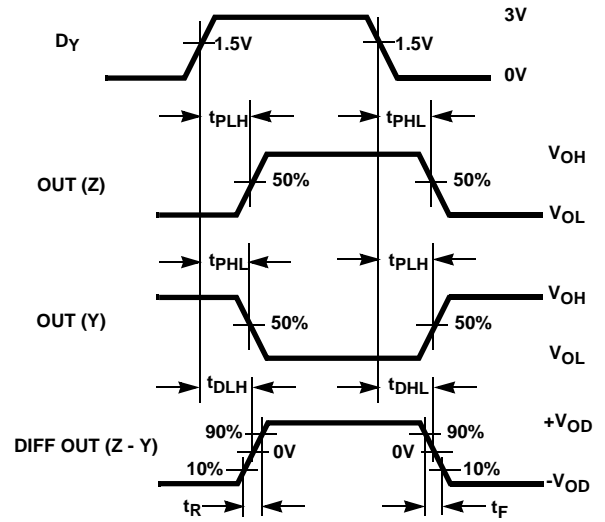 3V
DY
1.5V
1.5V
0V
tPLH
tPHL
VOH
OUT (Z)
50%
50%
VOL
tPHL
tPLH
VOH
OUT (Y)
50%
50%
VOL
tDLH
tDHL
+VOD
90%
90%
DIFF OUT (Z - Y)
0V
0V
10%
10%
-VOD
tR
tF